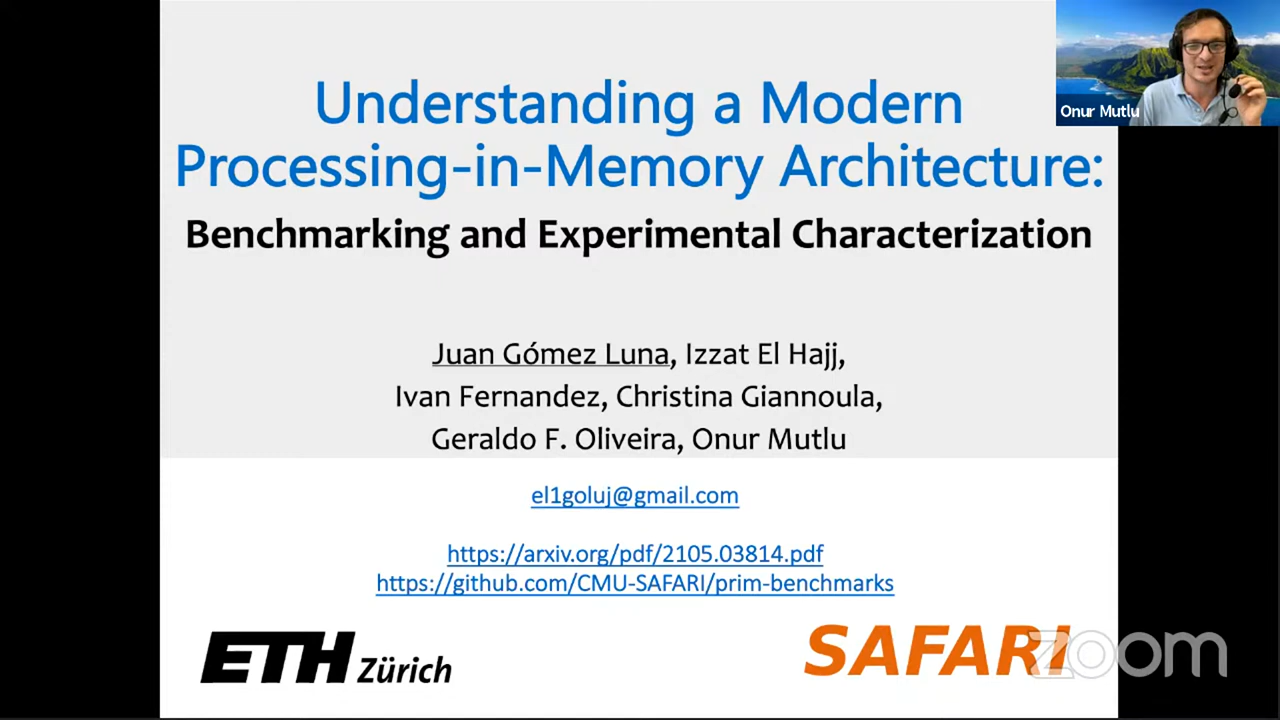 Understanding a Modern
Processing-in-Memory Architecture:
Benchmarking and Experimental Characterization
Onur Mutlu
Juan Gómez Luna, Izzat El Hajj,
Ivan Fernandez, Christina Giannoula,
Geraldo F. Oliveira, Onur Mutlu
el1goluj@gmail.com
https://arxiv.org/pdf/2105.03814.pdf
https://github.com/CMU-SAFARI/prim-benchmarks
ETH Zürich
SAFARI
zoom